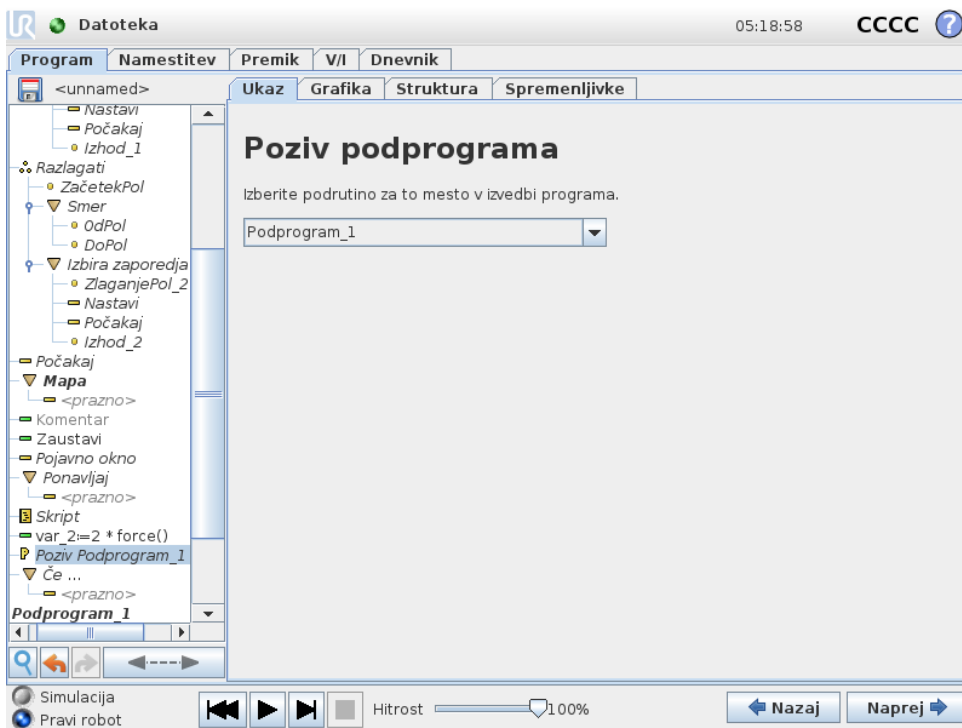 UR Datoteka 05:18:58 CCCC ?
Program Namestitev Premik V/I Dnevnik
<unnamed>
Ukaz Grafika Struktura Spremenljivke
Nastavi
Počakaj
Izhod_1
Razlagati
ZačetekPol
Smer
OdPol
DoPol
Izbira zaporedja
ZlaganjePol_2
Nastavi
Počakaj
Izhod_2
Počakaj
Mapa
<prazno>
Komentar
Zaustavi
Pojavno okno
Ponavljaj
<prazno>
Skript
var_2:=2 * force()
P Poziv Podprogram_1
Če ...
<prazno>
Podprogram_1
Poziv podprograma
Izberite podrutino za to mesto v izvedbi programa.
Podprogram_1
Simulacija
Pravi robot
Hitrost 100%
Nazaj Naprej